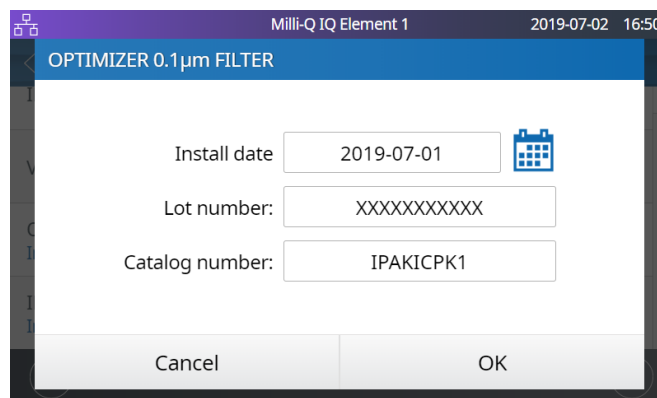 Milli-Q IQ Element 1 2019-07-02 16:50
OPTIMIZER 0.1µm FILTER
Install date 2019-07-01
Lot number: XXXXXXXXXXX
Catalog number: IPAKICPK1
Cancel OK